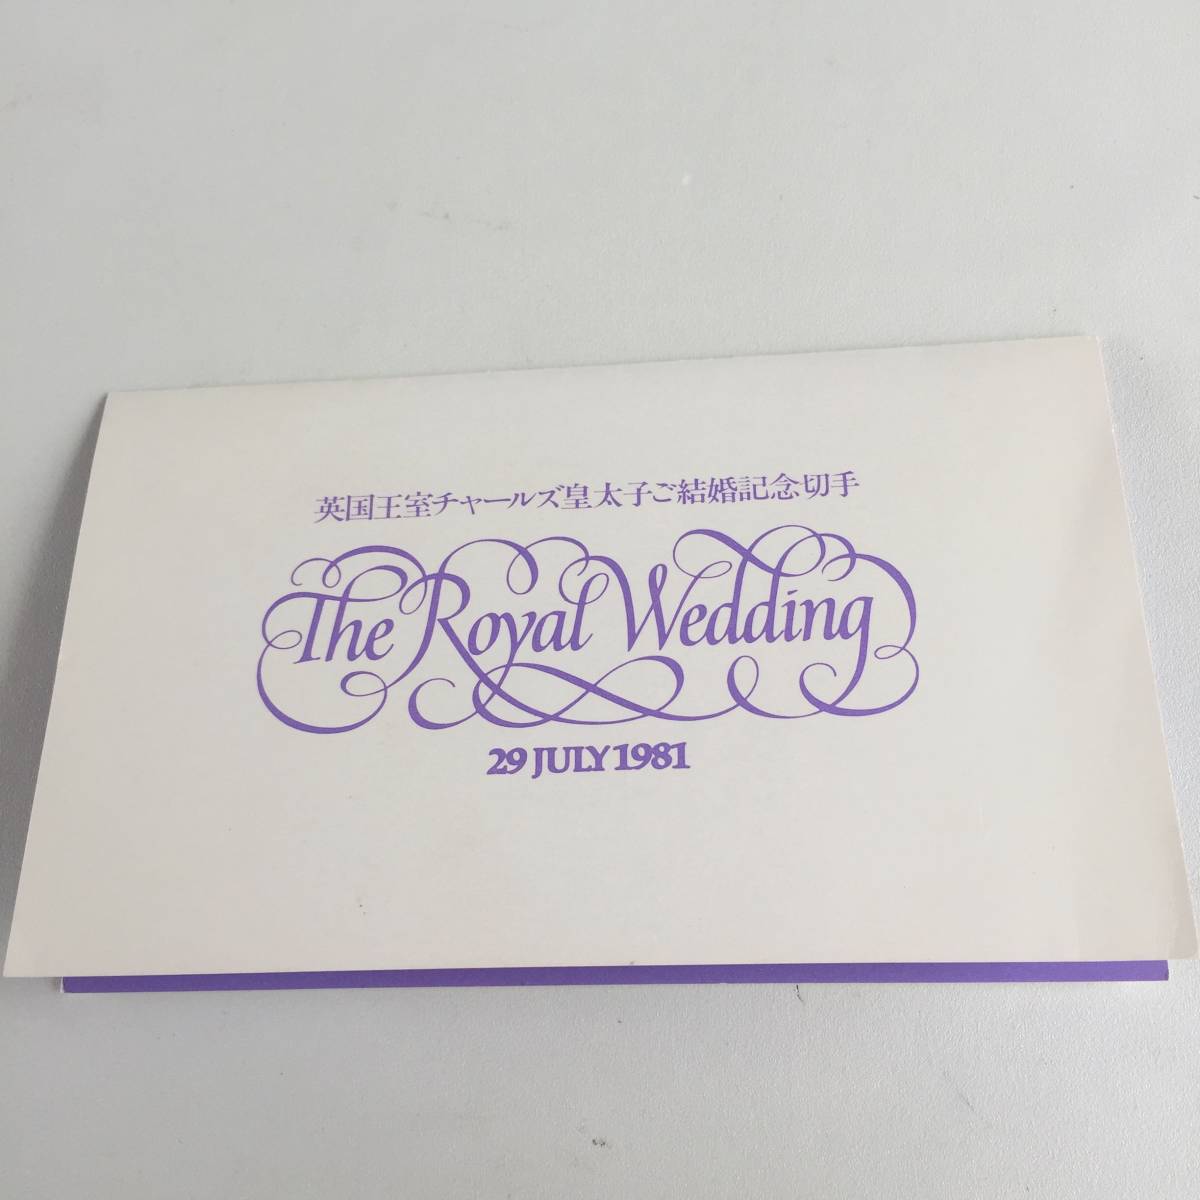 英国王室チャールズ皇太子ご結婚記念切手
The Royal Wedding
29 JULY 1981